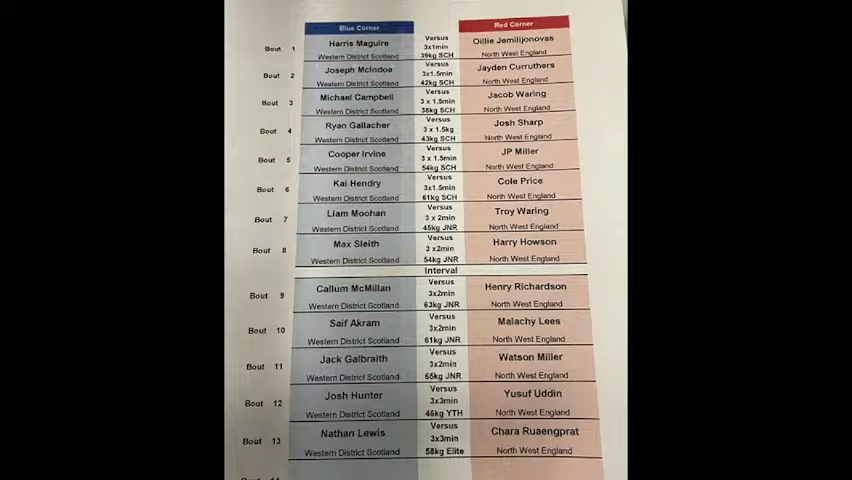 Blue Corner Red Corner
Bout 1 Harris Maguire Versus Oillie Jemilijonovas
3x1min
Western District Scotland 39kg SCH North West England
Bout 2 Joseph McIndoe Versus Jayden Curruthers
3x1.5min
Western District Scotland 42kg SCH North West England
Bout 3 Michael Campbell Versus Jacob Waring
3 x 1.5min
Western District Scotland 38kg SCH North West England
Bout 4 Ryan Gallacher Versus Josh Sharp
3 x 1.5kg
Western District Scotland 43kg SCH North West England
Bout 5 Cooper Irvine Versus JP Miller
3 x 1.5min
Western District Scotland 54kg SCH North West England
Bout 6 Kai Hendry Versus Cole Price
3x1.5min
Western District Scotland 61kg SCH North West England
Bout 7 Liam Moohan Versus Troy Waring
3 x 2min
Western District Scotland 45kg JNR North West England
Bout 8 Max Sleith Versus Harry Howson
3 x2min
Western District Scotland 54kg JNR North West England
Interval
Bout 9 Callum McMillan Versus Henry Richardson
3x2min
Western District Scotland 63kg JNR North West England
Bout 10 Saif Akram Versus Malachy Lees
3x2min
Western District Scotland 61kg JNR North West England
Bout 11 Jack Galbraith Versus Watson Miller
3x2min
Western District Scotland 65kg JNR North West England
Bout 12 Josh Hunter Versus Yusuf Uddin
3x3min
Western District Scotland 46kg YTH North West England
Bout 13 Nathan Lewis Versus Chara Ruaengprat
3x3min
Western District Scotland 58kg Elite North West England